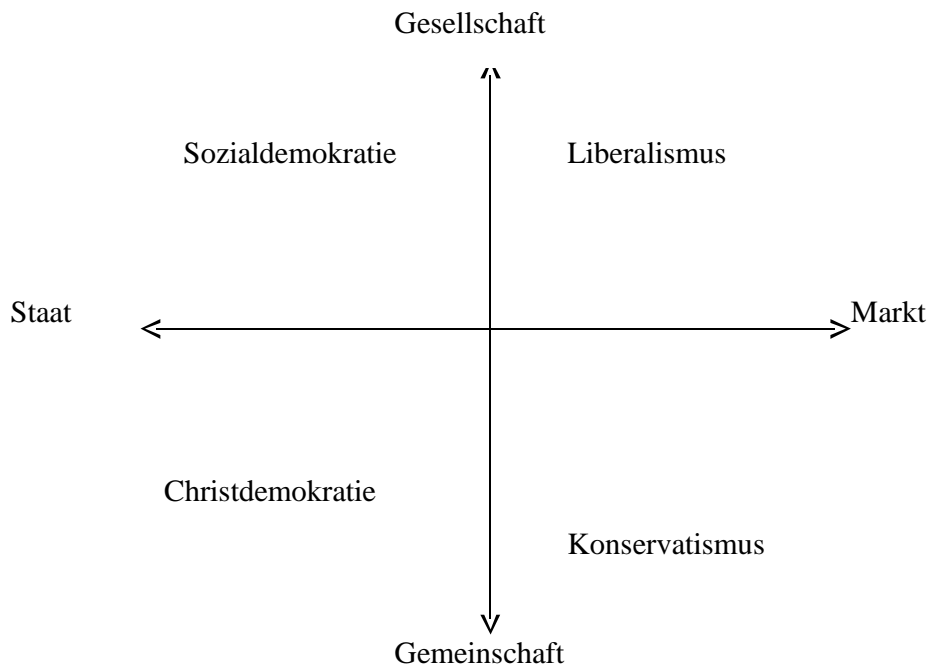 Gesellschaft
Sozialdemokratie Liberalismus
Staat Markt
Christdemokratie
Konservatismus
Gemeinschaft